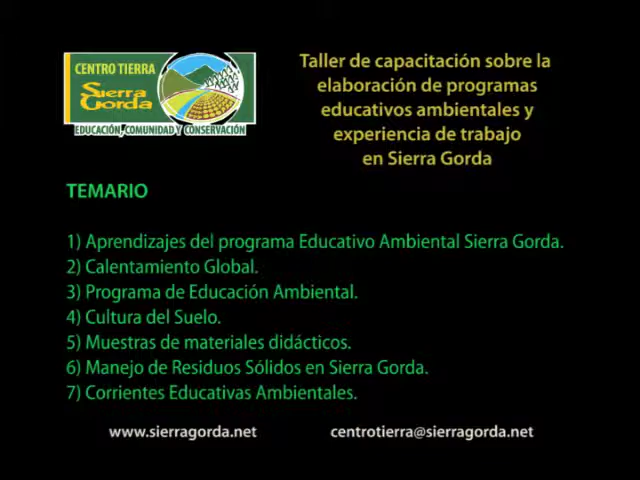 CENTRO TIERRA
Sierra
Gorda
EDUCACIÓN, COMUNIDAD Y CONSERVACIÓN
Taller de capacitación sobre la
elaboración de programas
educativos ambientales y
experiencia de trabajo
en Sierra Gorda
TEMARIO
1) Aprendizajes del programa Educativo Ambiental Sierra Gorda.
2) Calentamiento Global.
3) Programa de Educación Ambiental.
4) Cultura del Suelo.
5) Muestras de materiales didácticos.
6) Manejo de Residuos Sólidos en Sierra Gorda.
7) Corrientes Educativas Ambientales.
www.sierragorda.net
centrotierra@sierragorda.net